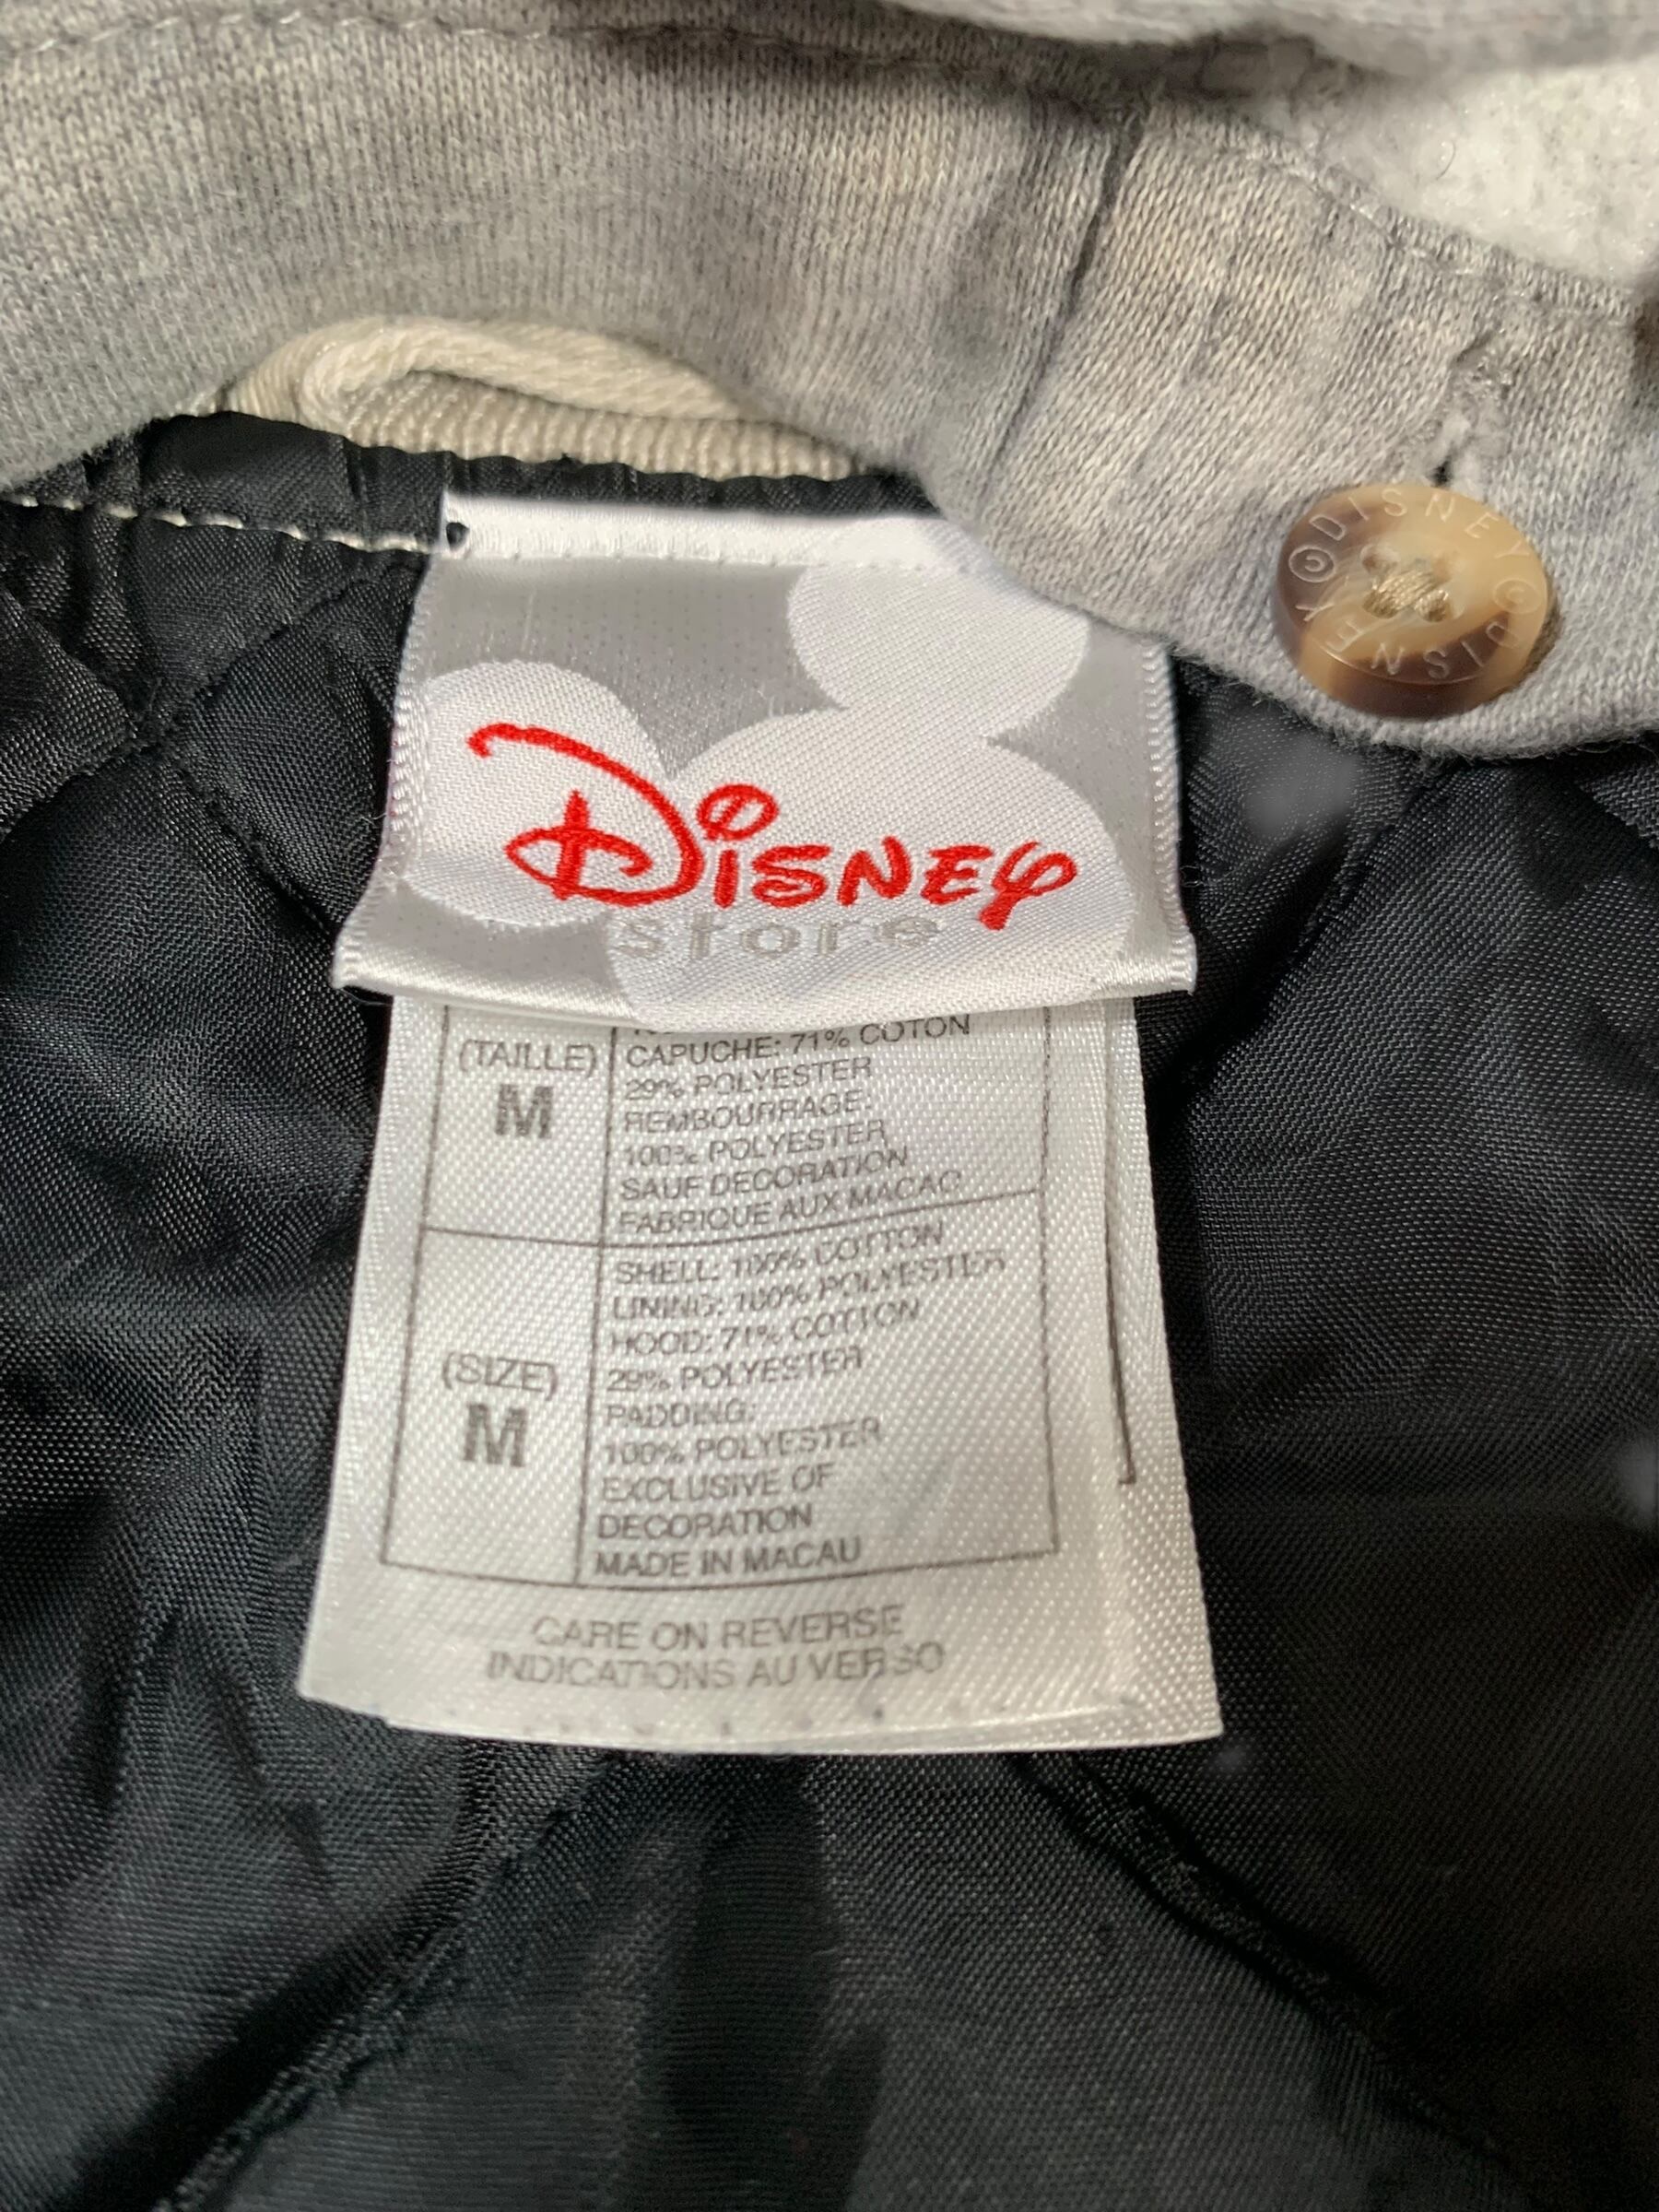 ©DISNEY©DISNEY
Disney
store
(TAILLE)
M
CAPUCHE: 71% COTON
29% POLYESTER
REMBOURRAGE:
100% POLYESTER
SAUF DECORATION
FABRIQUE AUX MACAO
(SIZE)
M
SHELL: 100% COTTON
LINING: 100% POLYESTER
HOOD: 71% COTTON
29% POLYESTER
PADDING:
100% POLYESTER
EXCLUSIVE OF
DECORATION
MADE IN MACAU
CARE ON REVERSE
INDICATIONS AU VERSO